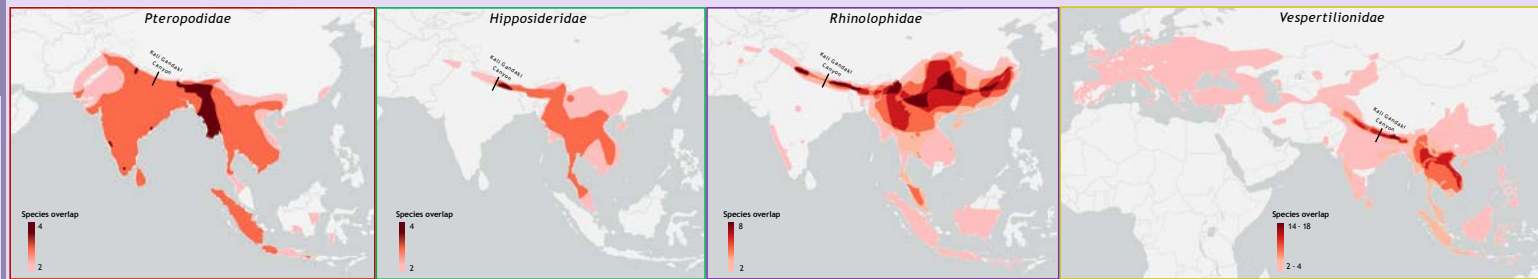 Pteropodidae
Kali Gandaki
Canyon
Species overlap
4
2
Hipposideridae
Kali Gandaki
Canyon
Species overlap
4
2
Rhinolophidae
Kali Gandaki
Canyon
Species overlap
8
2
Vespertilionidae
Kali Gandaki
Canyon
Species overlap
14 - 18
2 - 4